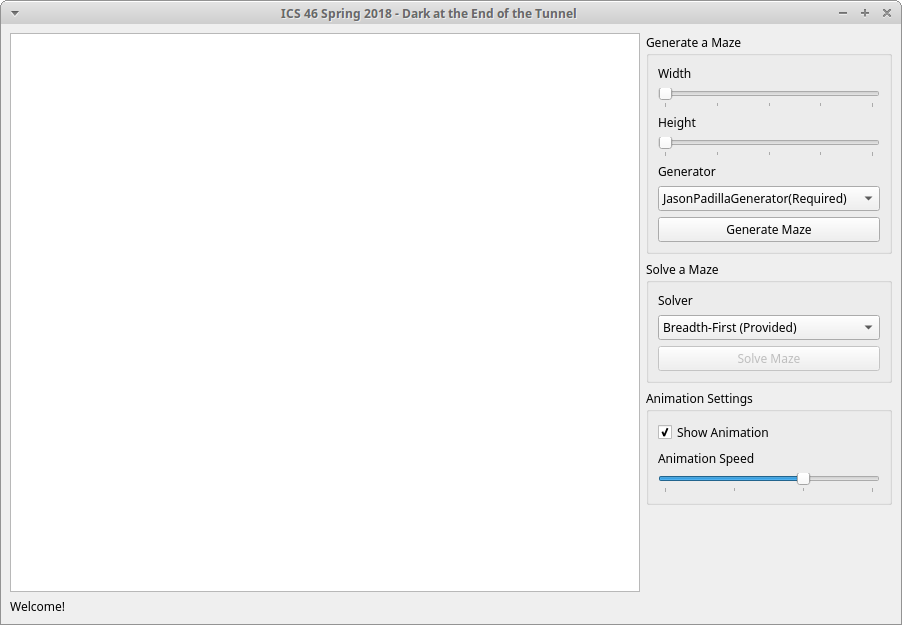 ICS 46 Spring 2018 - Dark at the End of the Tunnel
Generate a Maze
Width
Height
Generator
JasonPadillaGenerator(Required)
Generate Maze
Solve a Maze
Solver
Breadth-First (Provided)
Solve Maze
Animation Settings
Show Animation
Animation Speed
Welcome!